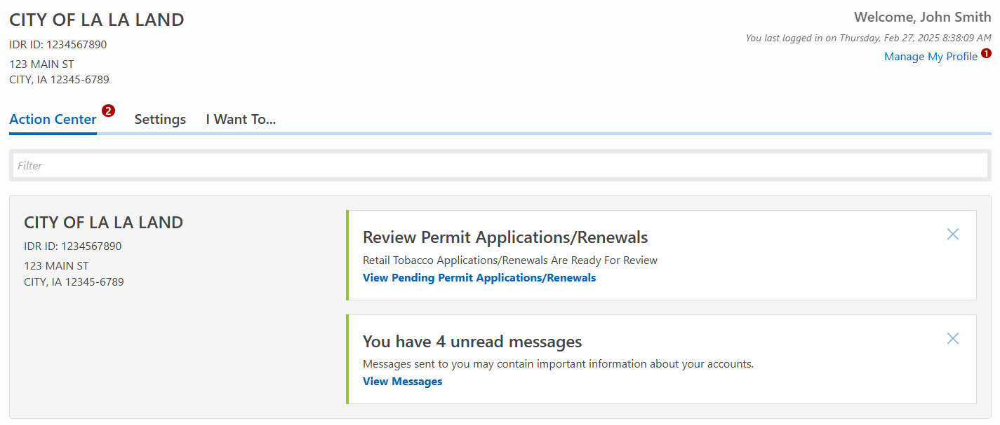 CITY OF LA LA LAND
IDR ID: 1234567890
123 MAIN ST
CITY, IA 12345-6789
Welcome, John Smith
You last logged in on Thursday, Feb 27, 2025 8:38:09 AM
Manage My Profile 1
Action Center 2 Settings I Want To...
Filter
CITY OF LA LA LAND
IDR ID: 1234567890
123 MAIN ST
CITY, IA 12345-6789
Review Permit Applications/Renewals
Retail Tobacco Applications/Renewals Are Ready For Review
View Pending Permit Applications/Renewals
You have 4 unread messages
Messages sent to you may contain important information about your accounts.
View Messages